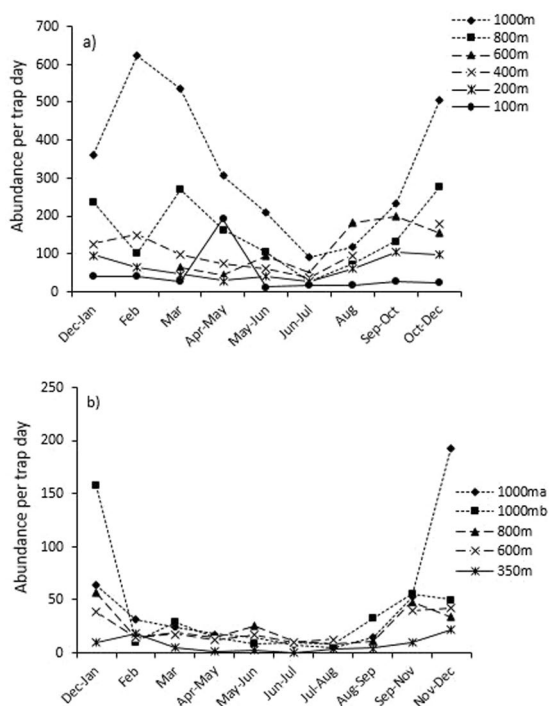 a)
Abundance per trap day
700
600
500
400
300
200
100
0
Dec-Jan
Feb
Mar
Apr-May
May-Jun
Jun-Jul
Aug
Sep-Oct
Oct-Dec
1000m
800m
600m
400m
200m
100m
b)
Abundance per trap day
250
200
150
100
50
0
Dec-Jan
Feb
Mar
Apr-May
May-Jun
Jun-Jul
Jul-Aug
Aug-Sep
Sep-Nov
Nov-Dec
1000ma
1000mb
800m
600m
350m